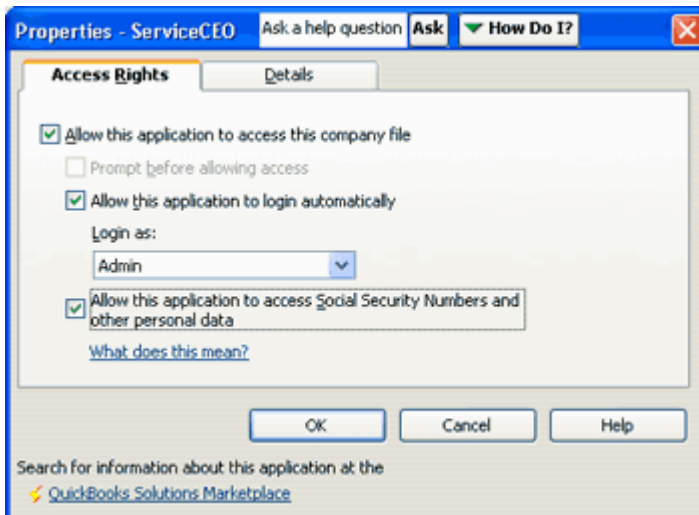 Properties - ServiceCEO
Ask a help question
Ask
How Do I?
Access Rights
Details
Allow this application to access this company file
Prompt before allowing access
Allow this application to login automatically
Login as:
Admin
Allow this application to access Social Security Numbers and
other personal data
What does this mean?
OK
Cancel
Help
Search for information about this application at the
QuickBooks Solutions Marketplace